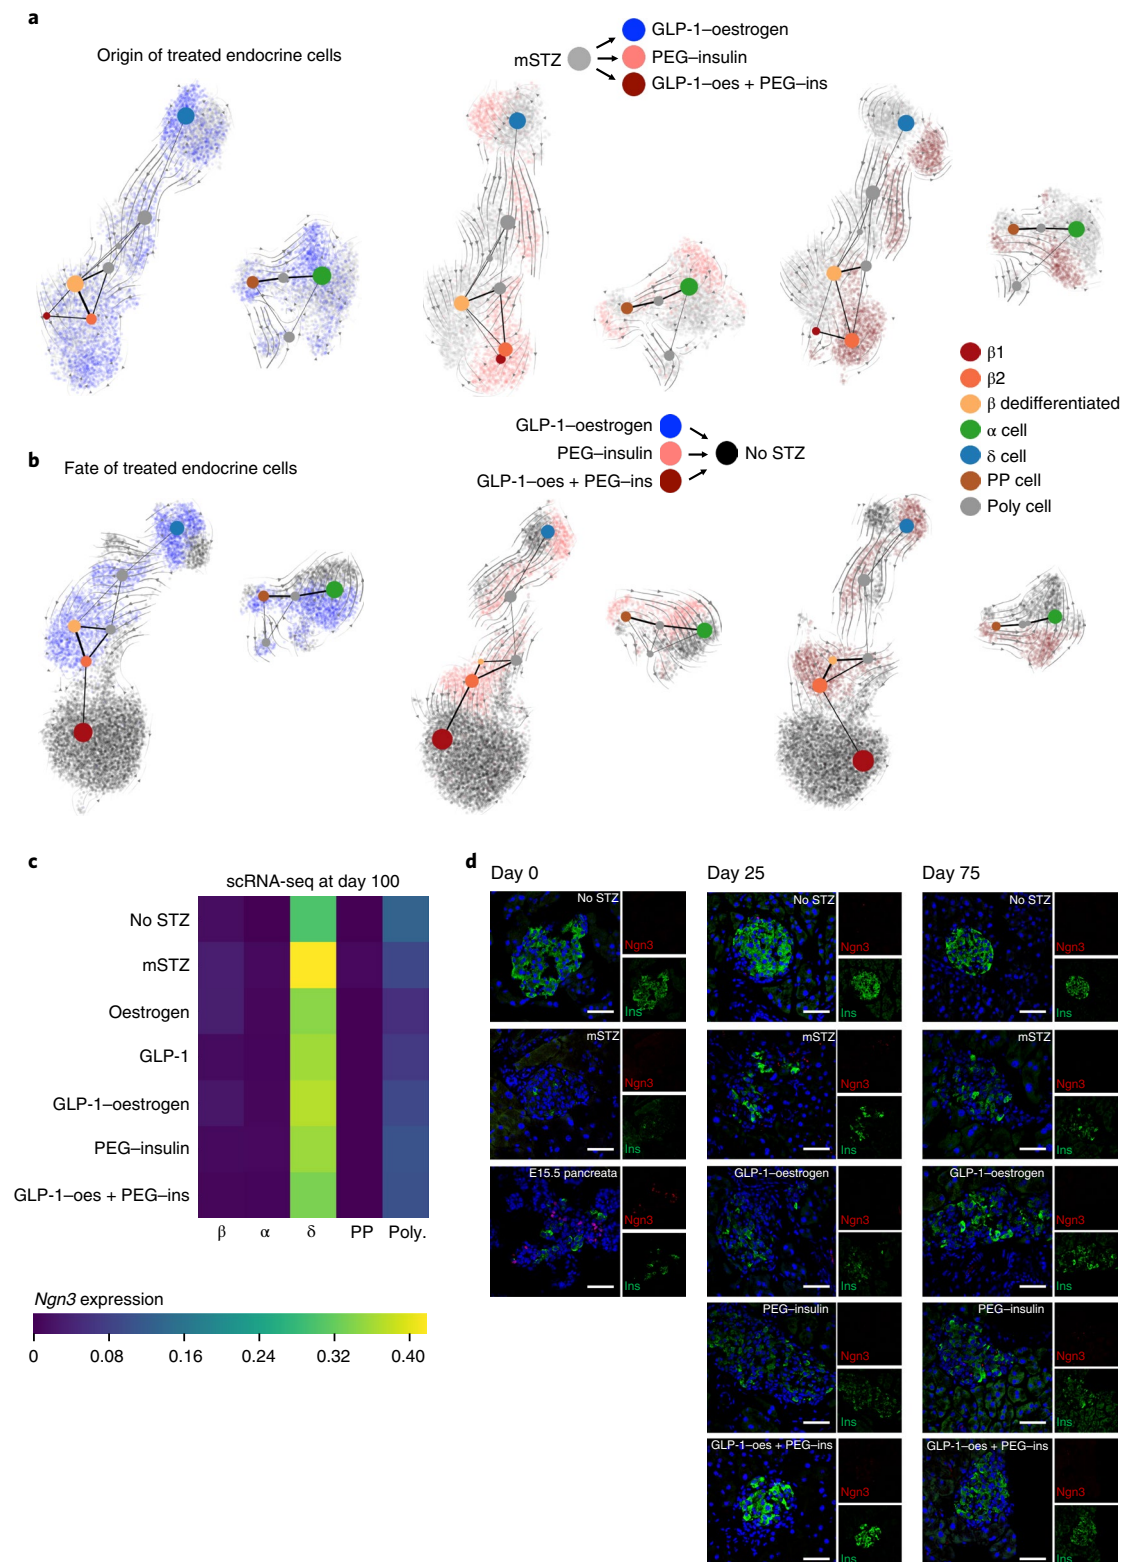 a
Origin of treated endocrine cells
mSTZ
GLP-1–oestrogen
PEG–insulin
GLP-1–oes + PEG–ins
β1
β2
β dedifferentiated
α cell
δ cell
PP cell
Poly cell
b
Fate of treated endocrine cells
GLP-1–oestrogen
PEG–insulin
GLP-1–oes + PEG–ins
No STZ
c
scRNA-seq at day 100
No STZ
mSTZ
Oestrogen
GLP-1
GLP-1–oestrogen
PEG–insulin
GLP-1–oes + PEG–ins
β α δ PP Poly.
Ngn3 expression
0 0.08 0.16 0.24 0.32 0.40
d
Day 0 Day 25 Day 75
No STZ
Ngn3
Ins
No STZ
Ngn3
Ins
No STZ
Ngn3
Ins
mSTZ
Ngn3
Ins
mSTZ
Ngn3
Ins
mSTZ
Ngn3
Ins
E15.5 pancreata
Ngn3
Ins
GLP-1–oestrogen
Ngn3
Ins
GLP-1–oestrogen
Ngn3
Ins
PEG–insulin
Ngn3
Ins
PEG–insulin
Ngn3
Ins
GLP-1–oes + PEG–ins
Ngn3
Ins
GLP-1–oes + PEG–ins
Ngn3
Ins